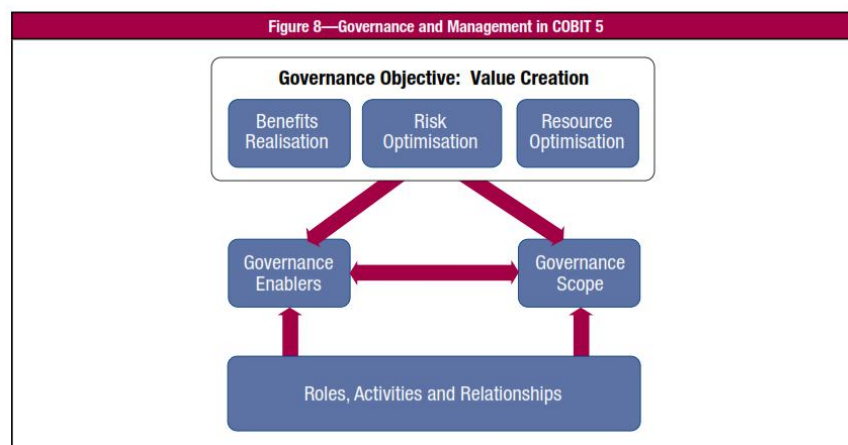 Figure 8—Governance and Management in COBIT 5
Governance Objective: Value Creation
Benefits
Realisation
Risk
Optimisation
Resource
Optimisation
Governance
Enablers
Governance
Scope
Roles, Activities and Relationships